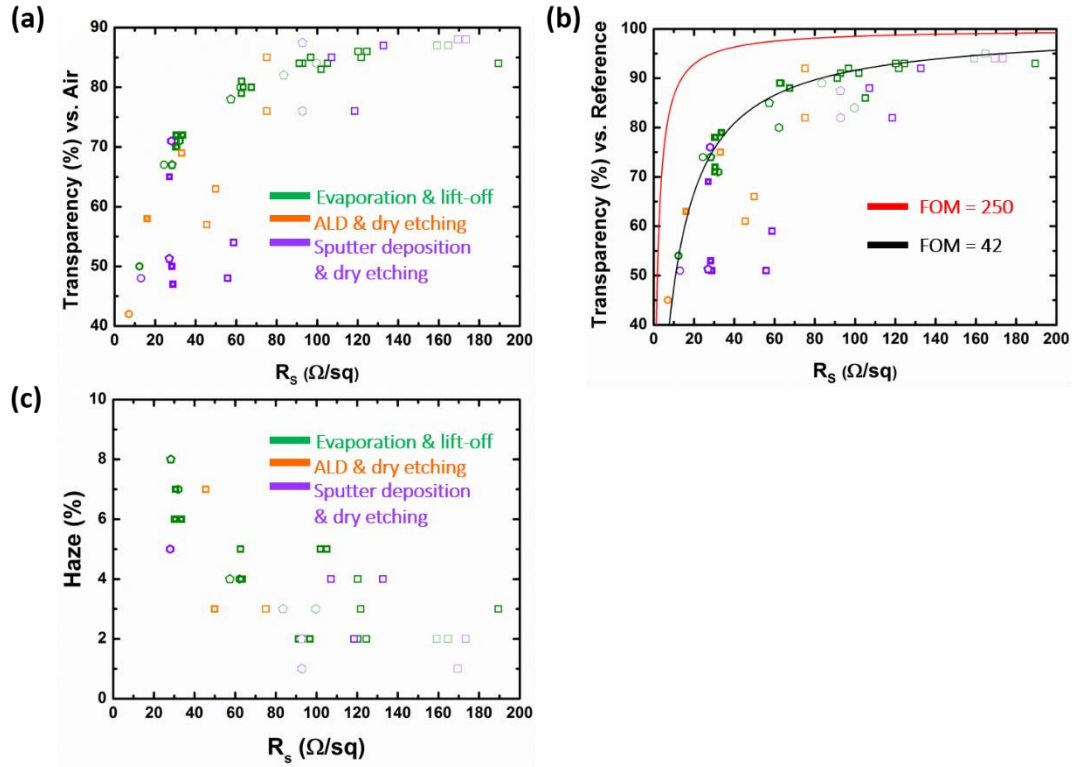 (a)
90
80
70
60
50
40
Transparency (%) vs. Air
Evaporation & lift-off
ALD & dry etching
Sputter deposition
& dry etching
0 20 40 60 80 100 120 140 160 180 200
Rs (Ω/sq)
(b)
100
95
90
85
80
75
70
65
60
55
50
45
40
Transparency (%) vs. Reference
FOM = 250
FOM = 42
0 20 40 60 80 100 120 140 160 180 200
Rs (Ω/sq)
(c)
10
8
6
4
2
0
Haze (%)
Evaporation & lift-off
ALD & dry etching
Sputter deposition
& dry etching
0 20 40 60 80 100 120 140 160 180 200
Rs (Ω/sq)